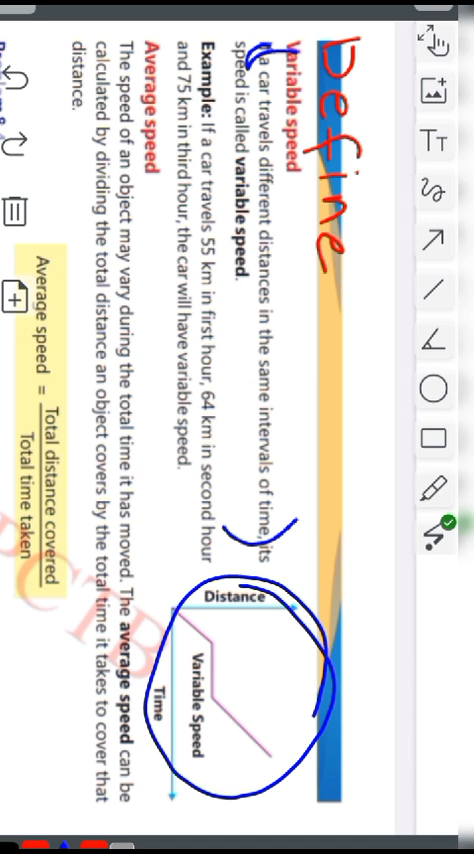 Define
Variable speed
If a car travels different distances in the same intervals of time, its
speed is called variable speed.
Example: If a car travels 55 km in first hour, 64 km in second hour
and 75 km in third hour, the car will have variable speed.
Distance
Variable Speed
Time
Average speed
The speed of an object may vary during the total time it has moved. The average speed can be
calculated by dividing the total distance an object covers by the total time it takes to cover that
distance.
Average speed = Total distance covered
Total time taken
PCTB
TT